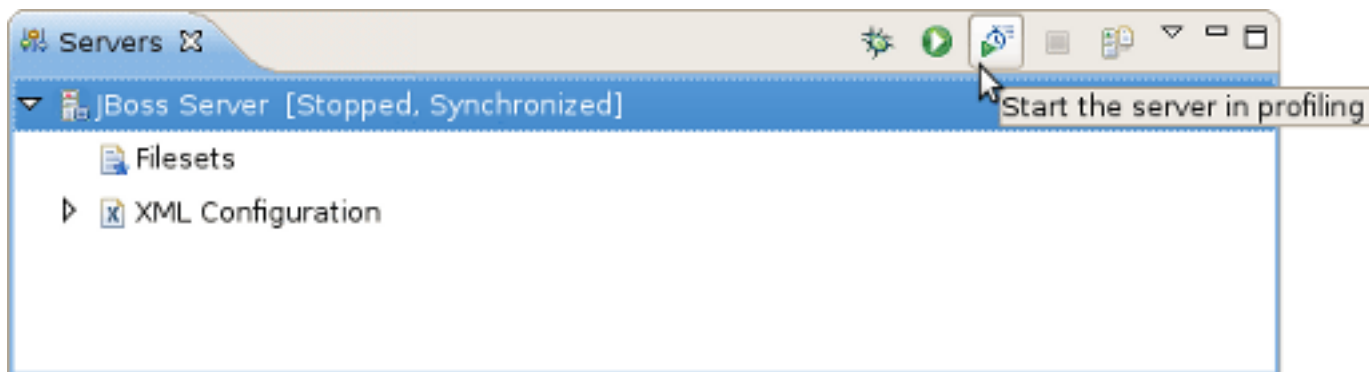 Servers
JBoss Server [Stopped, Synchronized]
Start the server in profiling
Filesets
XML Configuration